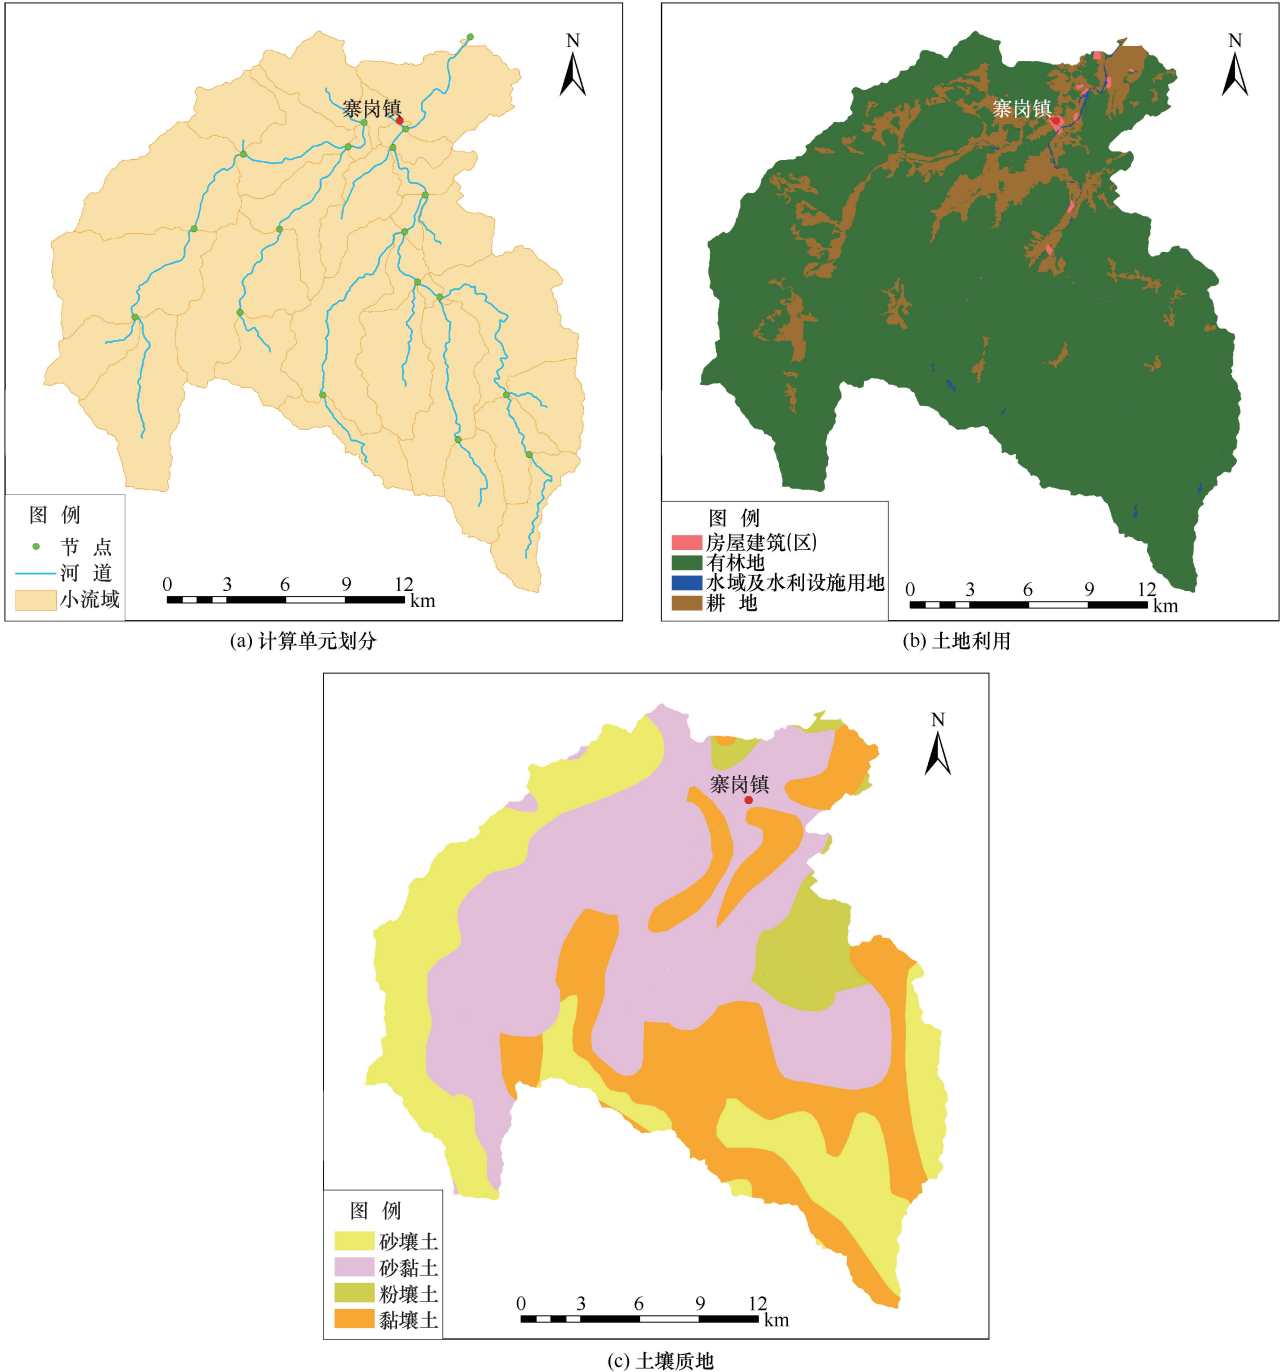 N
寨岗镇
图 例
节 点
河 道
小流域
0 3 6 9 12
km
(a) 计算单元划分
N
寨岗镇
图 例
房屋建筑(区)
有林地
水域及水利设施用地
耕 地
0 3 6 9 12
km
(b) 土地利用
N
寨岗镇
图 例
砂壤土
砂黏土
粉壤土
黏壤土
0 3 6 9 12
km
(c) 土壤质地